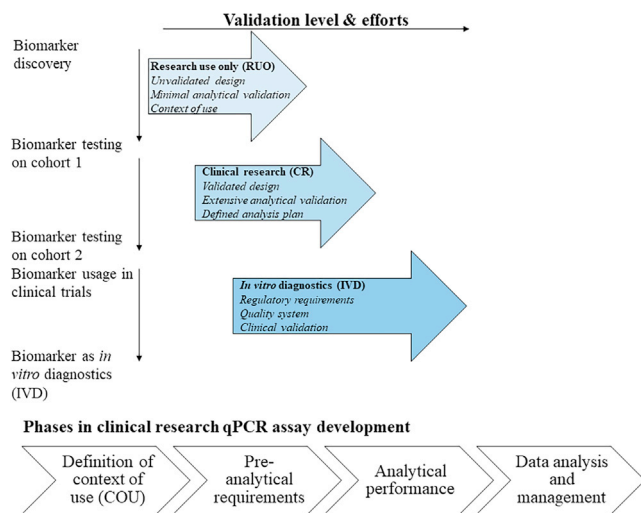 Validation level & efforts
Biomarker
discovery
Research use only (RUO)
Unvalidated design
Minimal analytical validation
Context of use
Biomarker testing
on cohort 1
Clinical research (CR)
Validated design
Extensive analytical validation
Defined analysis plan
Biomarker testing
on cohort 2
Biomarker usage in
clinical trials
In vitro diagnostics (IVD)
Regulatory requirements
Quality system
Clinical validation
Biomarker as in
vitro diagnostics
(IVD)
Phases in clinical research qPCR assay development
Definition of
context of
use (COU)
Pre-
analytical
requirements
Analytical
performance
Data analysis
and
management